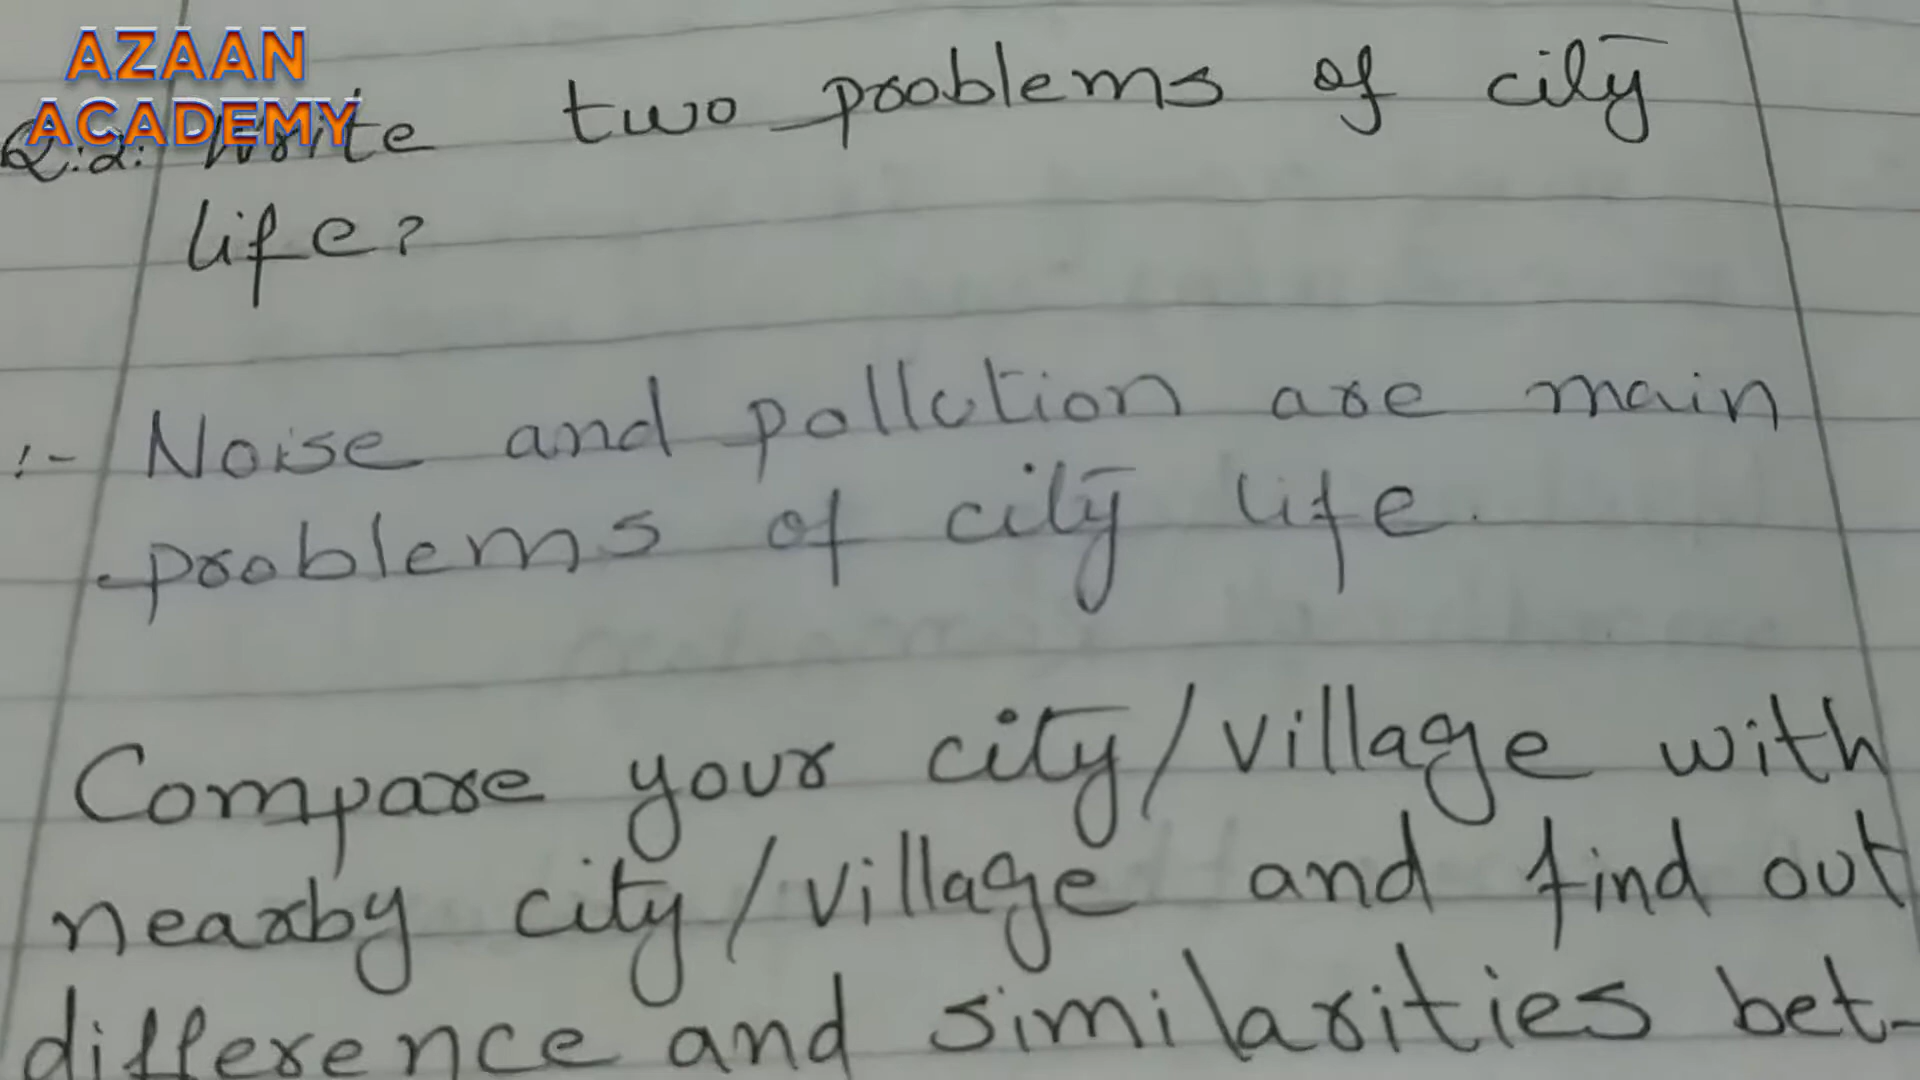 AZAAN
ACADEMY
Q.2: Write two problems of city
life?
:- Noise and pollution are main
problems of city life.
Compare your city/village with
nearby city/village and find out
difference and similarities bet-